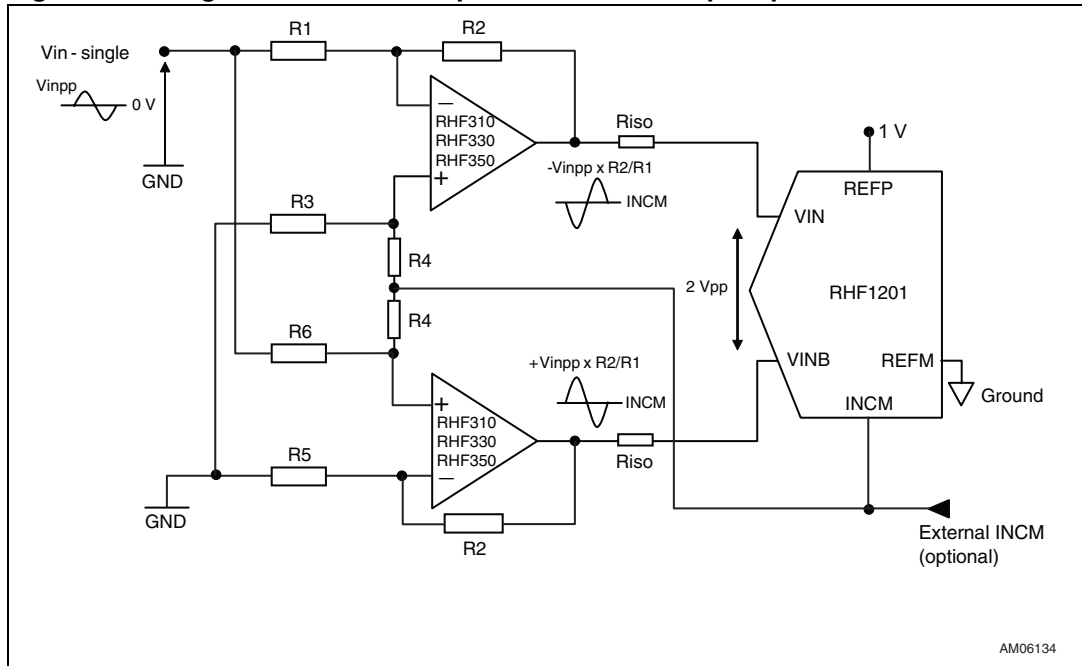 R1
R2
Vin - single
Vinpp
0 V
GND
RHF310
RHF330
RHF350
Riso
1 V
-Vinpp x R2/R1
INCM
REFP
VIN
R3
R4
2 Vpp
RHF1201
R4
R6
+Vinpp x R2/R1
INCM
VINB
REFM
INCM
Ground
RHF310
RHF330
RHF350
R5
Riso
GND
R2
External INCM
(optional)
AM06134